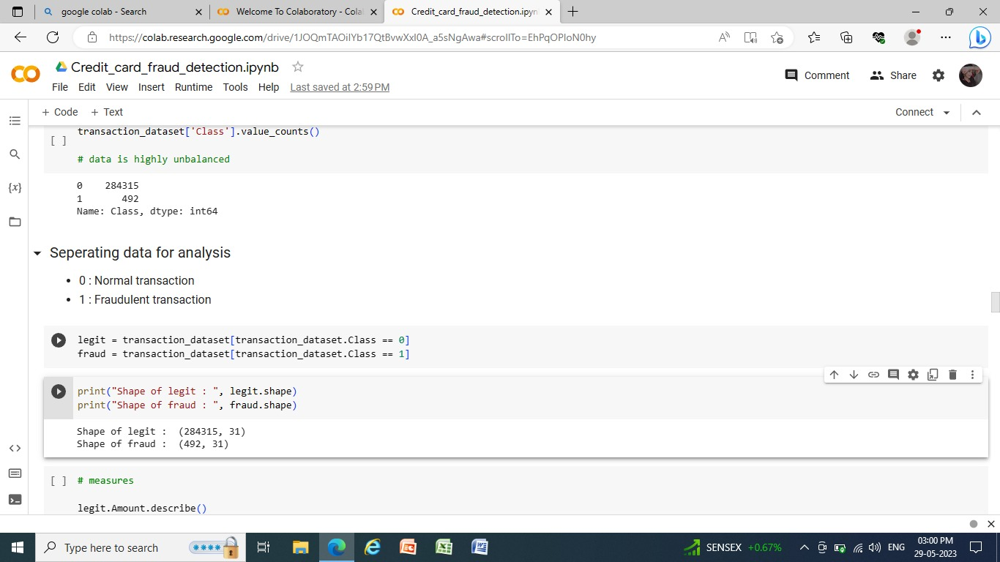 google colab - Search
Welcome To Colaboratory - Cola
Credit_card_fraud_detection.ipyn
https://colab.research.google.com/drive/1JOQmTAOiIYb17QtBvwXxI0A_a5sNgAwa#scrollTo=EhPqOPIoN0hy
Credit_card_fraud_detection.ipynb
Comment
Share
File Edit View Insert Runtime Tools Help Last saved at 2:59 PM
+ Code + Text
Connect
transaction_dataset['Class'].value_counts()
[ ]
# data is highly unbalanced
0 284315
1 492
Name: Class, dtype: int64
Seperating data for analysis
• 0 : Normal transaction
• 1 : Fraudulent transaction
legit = transaction_dataset[transaction_dataset.Class == 0]
fraud = transaction_dataset[transaction_dataset.Class == 1]
print("Shape of legit : ", legit.shape)
print("Shape of fraud : ", fraud.shape)
Shape of legit : (284315, 31)
Shape of fraud : (492, 31)
[ ] # measures
legit.Amount.describe()
Type here to search
SENSEX +0.67%
ENG
03:00 PM
29-05-2023